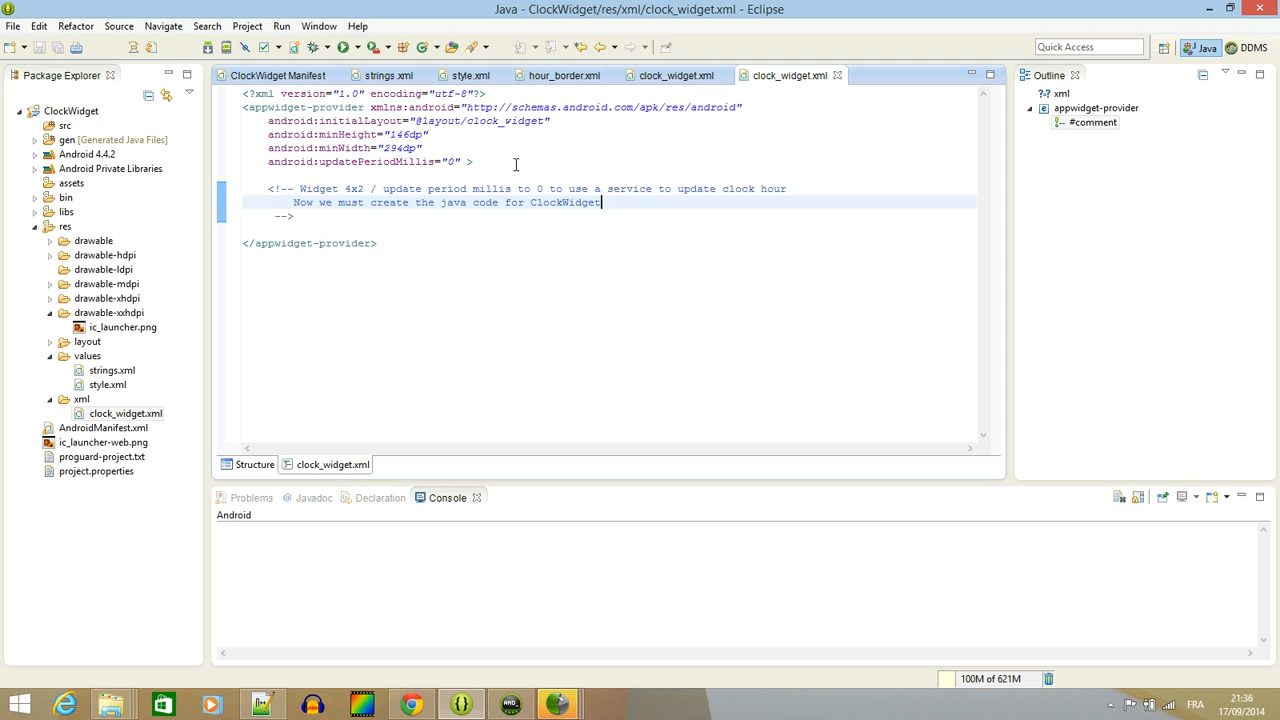 Java - ClockWidget/res/xml/clock_widget.xml - Eclipse
File Edit Refactor Source Navigate Search Project Run Window Help
Quick Access Java DDMS
Package Explorer
ClockWidget
src
gen [Generated Java Files]
Android 4.4.2
Android Private Libraries
assets
bin
libs
res
drawable
drawable-hdpi
drawable-ldpi
drawable-mdpi
drawable-xhdpi
drawable-xxhdpi
ic_launcher.png
layout
values
strings.xml
style.xml
xml
clock_widget.xml
AndroidManifest.xml
ic_launcher-web.png
proguard-project.txt
project.properties
ClockWidget Manifest strings.xml style.xml hour_border.xml clock_widget.xml clock_widget.xml
<?xml version="1.0" encoding="utf-8"?>
<appwidget-provider xmlns:android="http://schemas.android.com/apk/res/android"
android:initialLayout="@layout/clock_widget"
android:minHeight="146dp"
android:minWidth="294dp"
android:updatePeriodMillis="0" >
<!-- Widget 4x2 / update period millis to 0 to use a service to update clock hour
Now we must create the java code for ClockWidget
-->
</appwidget-provider>
Structure clock_widget.xml
Outline
xml
appwidget-provider
#comment
Problems Javadoc Declaration Console
Android
100M of 621M
AND
FRA
21:36
17/09/2014